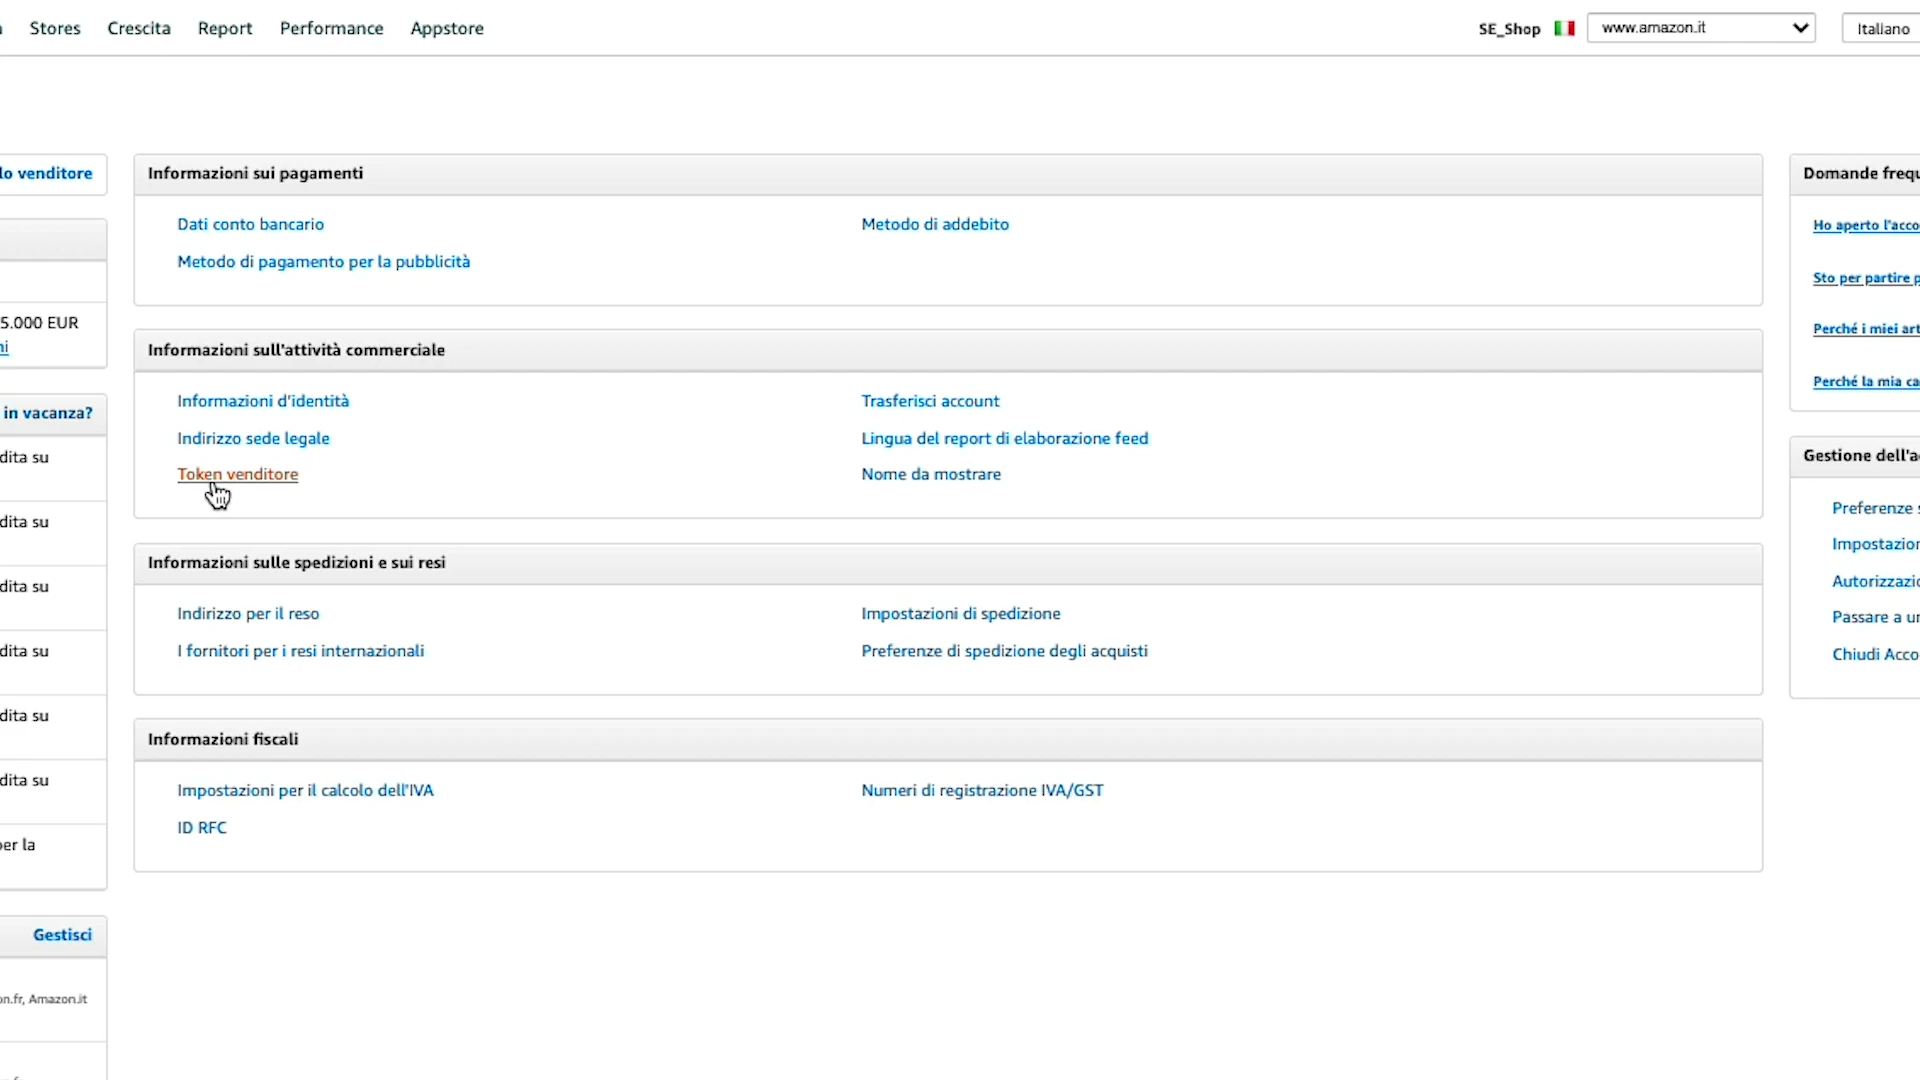 Stores Crescita Report Performance Appstore
SE_Shop www.amazon.it Italiano
lo venditore
5.000 EUR
ni
in vacanza?
dita su
dita su
dita su
dita su
dita su
dita su
per la
Gestisci
on.fr, Amazon.it
Informazioni sui pagamenti
Dati conto bancario
Metodo di addebito
Metodo di pagamento per la pubblicità
Informazioni sull'attività commerciale
Informazioni d'identità
Trasferisci account
Indirizzo sede legale
Lingua del report di elaborazione feed
Token venditore
Nome da mostrare
Informazioni sulle spedizioni e sui resi
Indirizzo per il reso
Impostazioni di spedizione
I fornitori per i resi internazionali
Preferenze di spedizione degli acquisti
Informazioni fiscali
Impostazioni per il calcolo dell'IVA
Numeri di registrazione IVA/GST
ID RFC
Domande frequ
Ho aperto l'acco
Sto per partire p
Perché i miei art
Perché la mia ca
Gestione dell'a
Preferenze s
Impostazion
Autorizzazio
Passare a un
Chiudi Acco